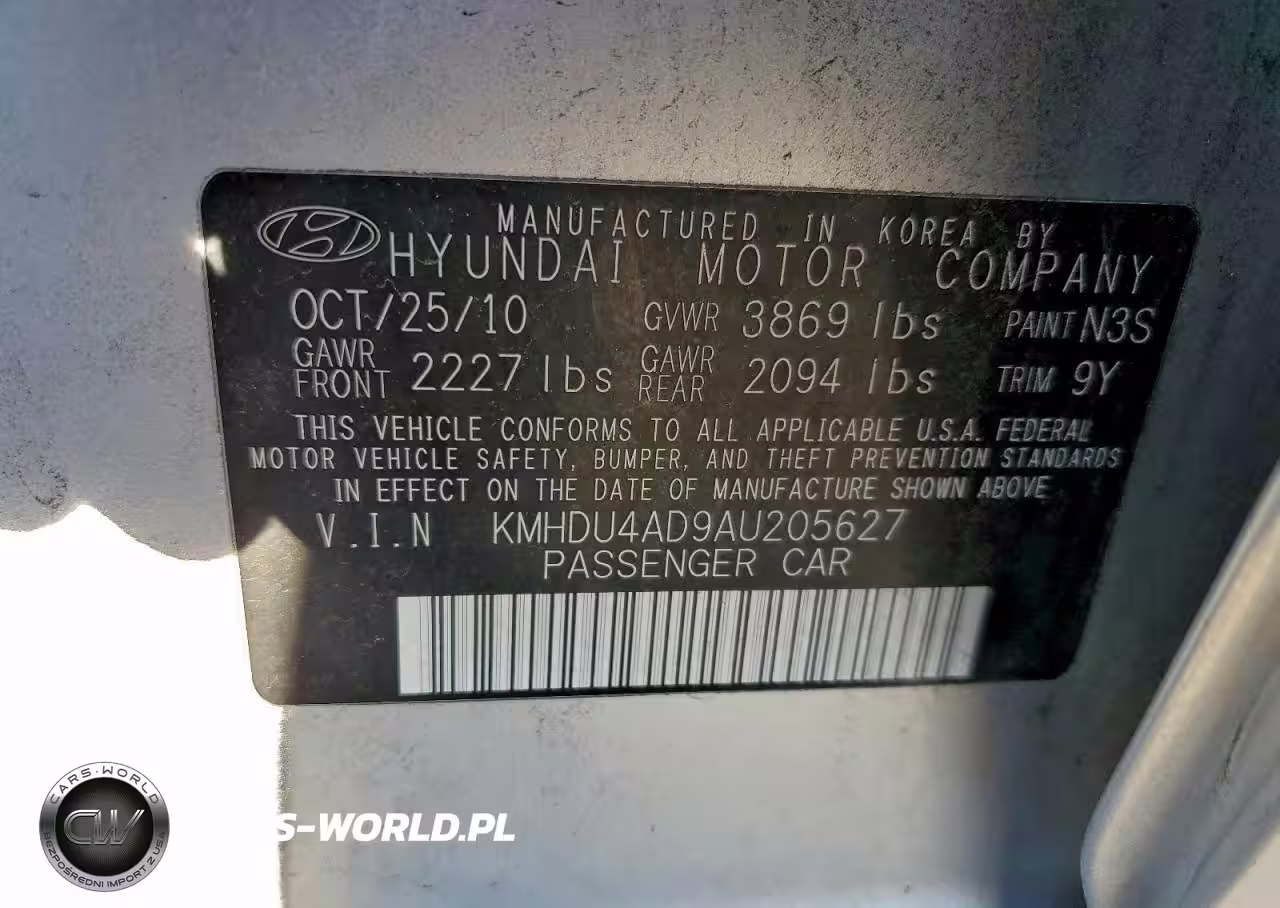 MANUFACTURED IN KOREA BY
HYUNDAI MOTOR COMPANY
OCT/25/10 GVWR 3869 lbs PAINT N3S
GAWR FRONT 2227 lbs GAWR REAR 2094 lbs TRIM 9Y
THIS VEHICLE CONFORMS TO ALL APPLICABLE U.S.A. FEDERAL
MOTOR VEHICLE SAFETY, BUMPER, AND THEFT PREVENTION STANDARDS
IN EFFECT ON THE DATE OF MANUFACTURE SHOWN ABOVE
V.I.N KMHDU4AD9AU205627
PASSENGER CAR
CARS-WORLD
CW
BEZPOŚREDNI IMPORT Z USA
S-WORLD.PL